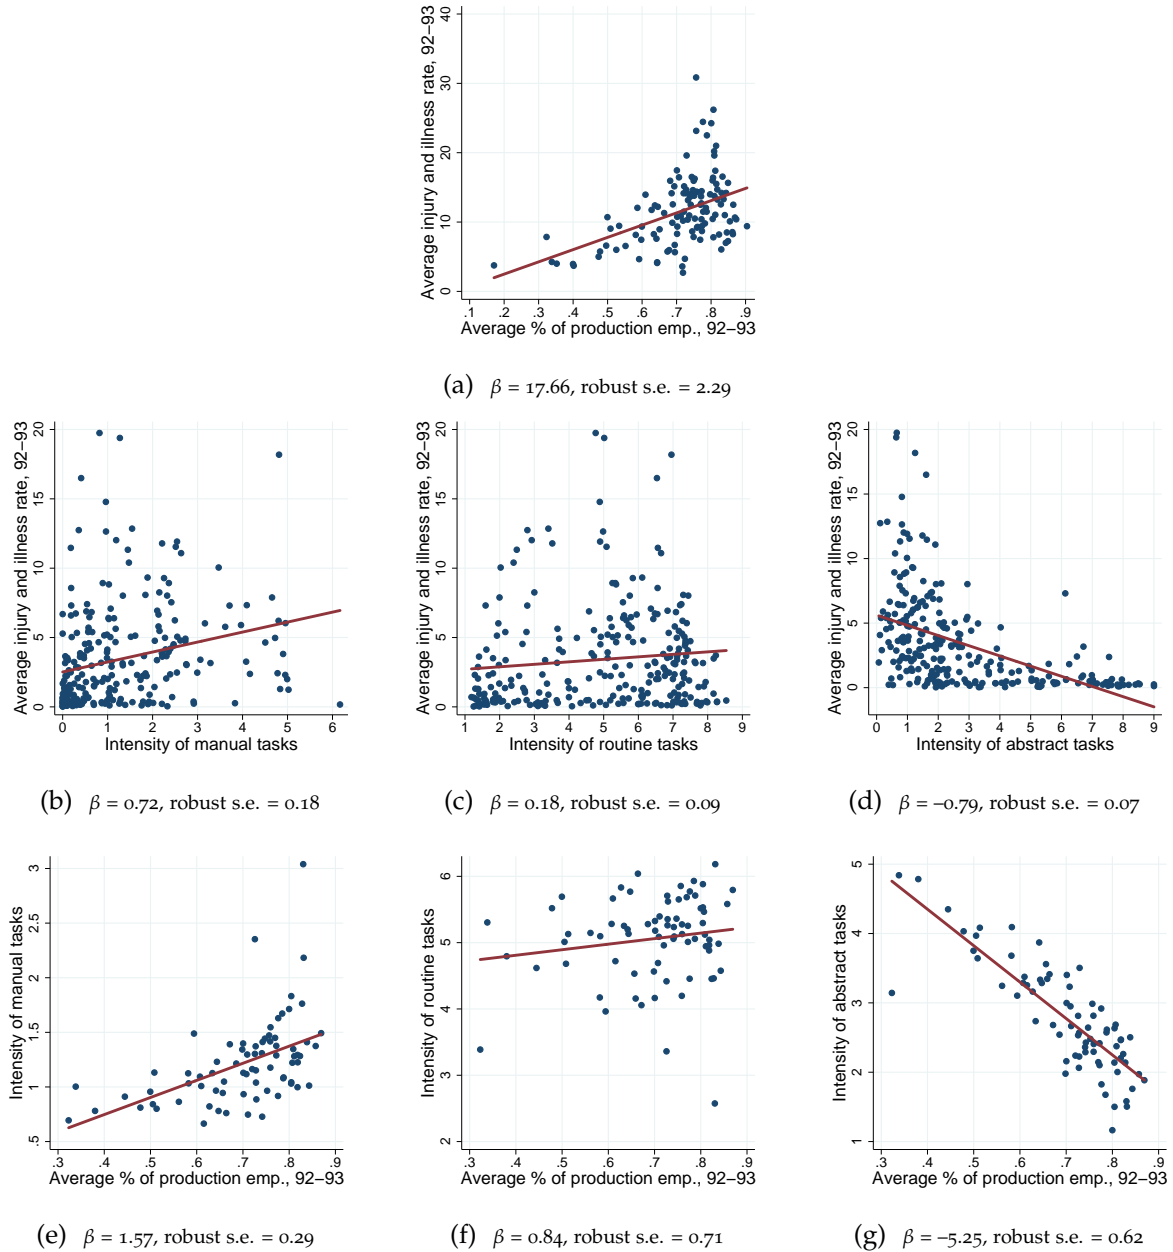 Average injury and illness rate, 92–93
0 10 20 30 40
.1 .2 .3 .4 .5 .6 .7 .8 .9
Average % of production emp., 92–93
(a) β = 17.66, robust s.e. = 2.29
Average injury and illness rate, 92–93
0 5 10 15 20
0 1 2 3 4 5 6
Intensity of manual tasks
(b) β = 0.72, robust s.e. = 0.18
Average injury and illness rate, 92–93
0 5 10 15 20
1 2 3 4 5 6 7 8 9
Intensity of routine tasks
(c) β = 0.18, robust s.e. = 0.09
Average injury and illness rate, 92–93
0 5 10 15 20
0 1 2 3 4 5 6 7 8 9
Intensity of abstract tasks
(d) β = –0.79, robust s.e. = 0.07
Intensity of manual tasks
.5 1 1.5 2 2.5 3
.3 .4 .5 .6 .7 .8 .9
Average % of production emp., 92–93
(e) β = 1.57, robust s.e. = 0.29
Intensity of routine tasks
2 3 4 5 6
.3 .4 .5 .6 .7 .8 .9
Average % of production emp., 92–93
(f) β = 0.84, robust s.e. = 0.71
Intensity of abstract tasks
1 2 3 4 5
.3 .4 .5 .6 .7 .8 .9
Average % of production emp., 92–93
(g) β = –5.25, robust s.e. = 0.62